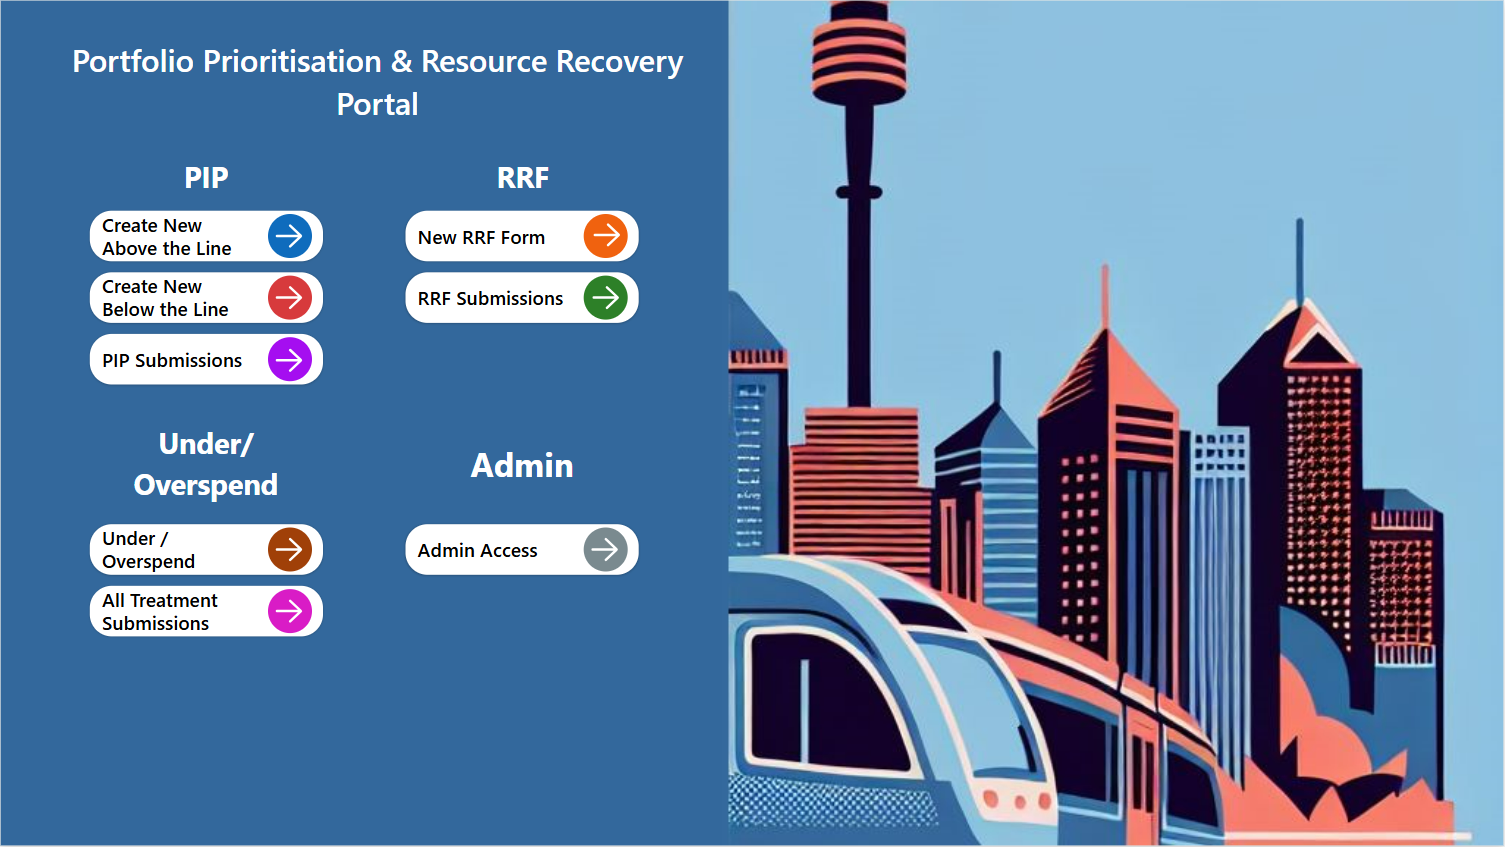 Portfolio Prioritisation & Resource Recovery
Portal
PIP
Create New
Above the Line
Create New
Below the Line
PIP Submissions
RRF
New RRF Form
RRF Submissions
Under/
Overspend
Under /
Overspend
All Treatment
Submissions
Admin
Admin Access